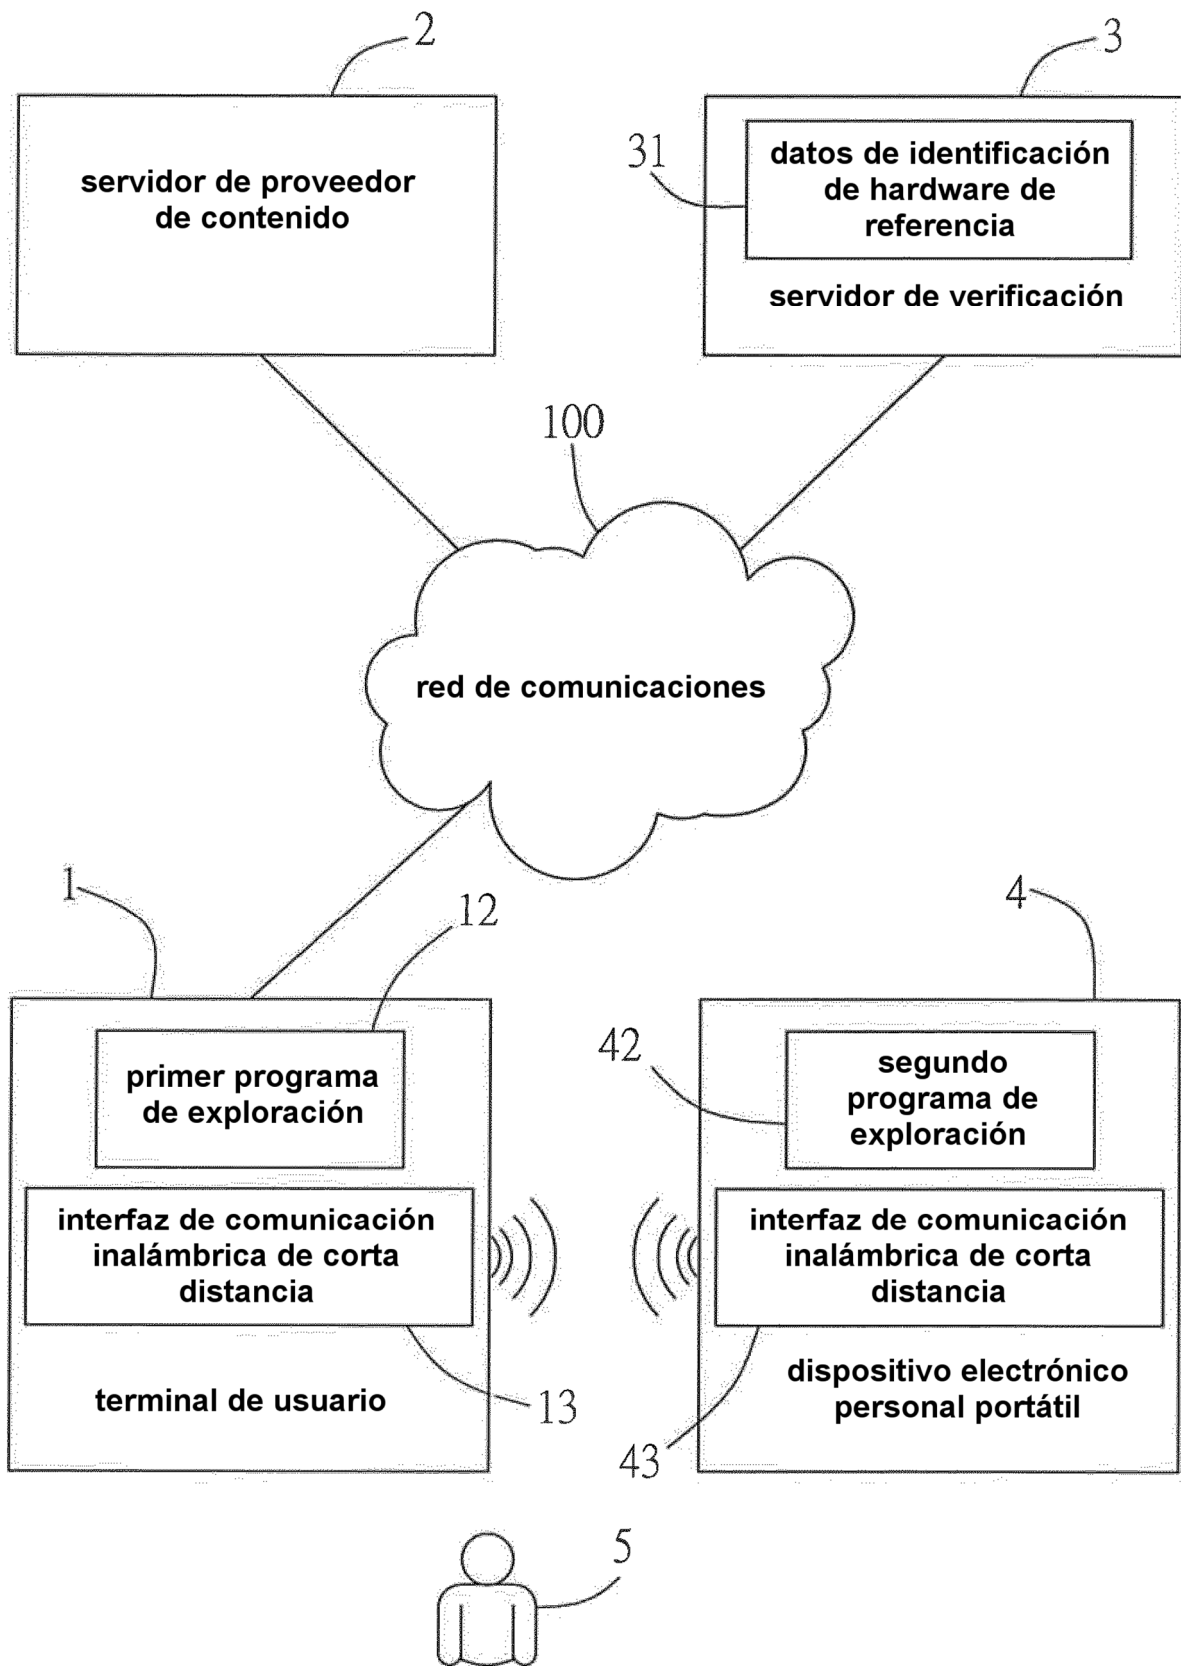 2
3
servidor de proveedor
de contenido
31
datos de identificación
de hardware de
referencia
servidor de verificación
100
red de comunicaciones
1
12
4
primer programa
de exploración
42
segundo
programa de
exploración
interfaz de comunicación
inalámbrica de corta
distancia
interfaz de comunicación
inalámbrica de corta
distancia
terminal de usuario
13
dispositivo electrónico
personal portátil
43
5